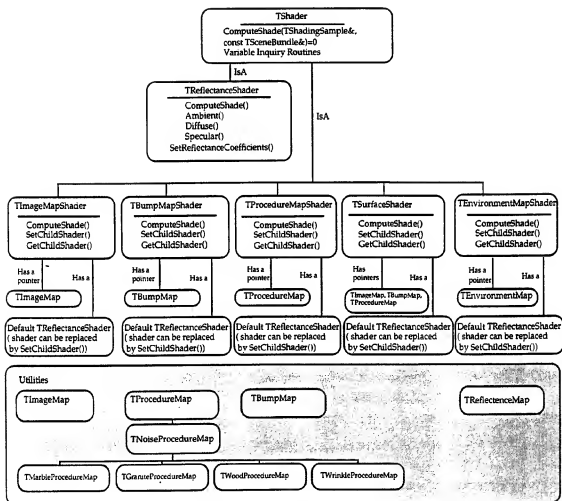 TShader
ComputeShade(TShadingSample&,
const TSceneBundle&)=0
Variable Inquiry Routines
IsA
TReflectanceShader
ComputeShade()
Ambient()
Diffuse()
Specular()
SetReflectanceCoefficients()
IsA
TImageMapShader
ComputeShade()
SetChildShader()
GetChildShader()
TBumpMapShader
ComputeShade()
SetChildShader()
GetChildShader()
TProcedureMapShader
ComputeShade()
SetChildShader()
GetChildShader()
TSurfaceShader
ComputeShade()
SetChildShader()
GetChildShader()
TEnvironmentMapShader
ComputeShade()
SetChildShader()
GetChildShader()
Has a
pointer
Has a
Has a
pointer
Has a
Has a
pointer
Has a
Has
pointers
Has a
Has a
pointer
Has a
TImageMap
TBumpMap
TProcedureMap
TImageMap, TBumpMap,
TProcedureMap
TEnvironmentMap
Default TReflectanceShader
( shader can be replaced
by SetChildShader())
Default TReflectanceShader
( shader can be replaced
by SetChildShader())
Default TReflectanceShader
( shader can be replaced
by SetChildShader())
Default TReflectanceShader
( shader can be replaced
by SetChildShader())
Default TReflectanceShader
( shader can be replaced
by SetChildShader())
Utilities
TImageMap
TProcedureMap
TBumpMap
TReflectenceMap
TNoiseProcedureMap
TMarbleProcedureMap
TGraniteProcedureMap
TWoodProcedureMap
TWrinkleProcedureMap